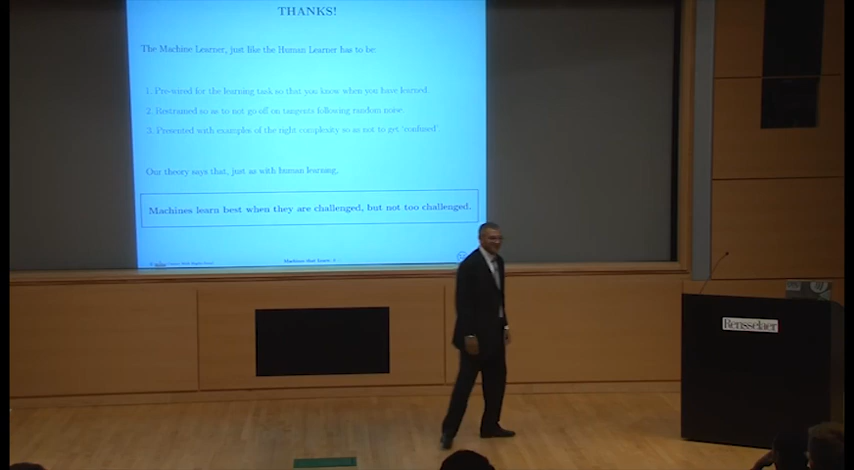 THANKS!
The Machine Learner, just like the Human Learner has to be:
1. Pre-wired for the learning task so that you know when you have learned.
2. Restrained so as to not go off on tangents following random noise.
3. Presented with examples of the right complexity so as not to get 'confused'.
Our theory says that, just as with human learning,
Machines learn best when they are challenged, but not too challenged.
Machines that Learn:
Rensselaer